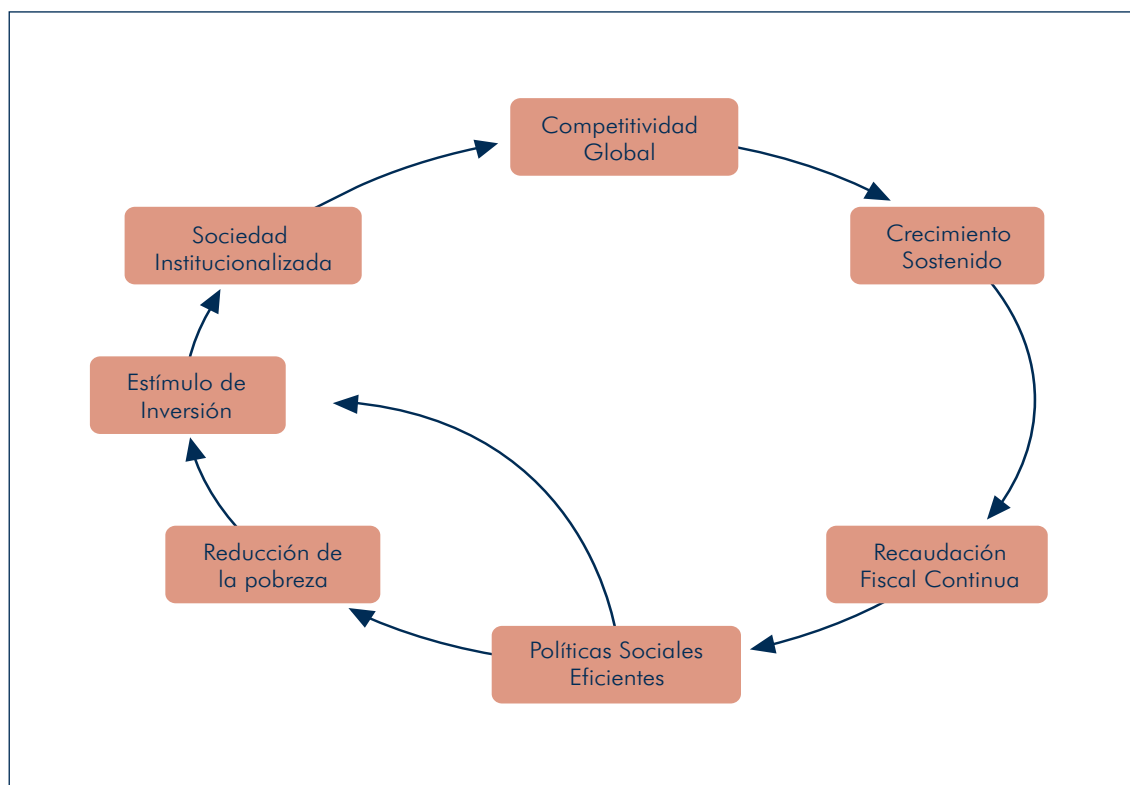 Competitividad
Global
Crecimiento
Sostenido
Recaudación
Fiscal Continua
Políticas Sociales
Eficientes
Reducción de
la pobreza
Estímulo de
Inversión
Sociedad
Institucionalizada